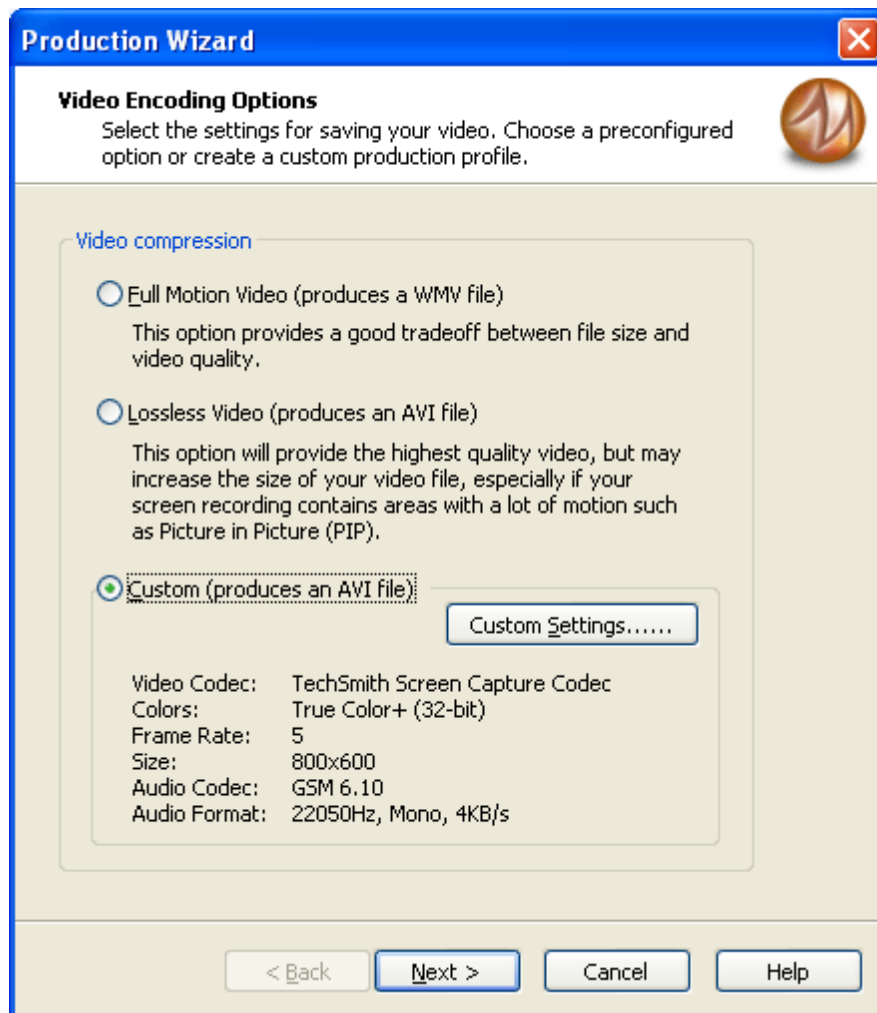 Production Wizard
Video Encoding Options
Select the settings for saving your video. Choose a preconfigured
option or create a custom production profile.
Video compression
Full Motion Video (produces a WMV file)
This option provides a good tradeoff between file size and
video quality.
Lossless Video (produces an AVI file)
This option will provide the highest quality video, but may
increase the size of your video file, especially if your
screen recording contains areas with a lot of motion such
as Picture in Picture (PIP).
Custom (produces an AVI file)
Custom Settings......
Video Codec: TechSmith Screen Capture Codec
Colors: True Color+ (32-bit)
Frame Rate: 5
Size: 800x600
Audio Codec: GSM 6.10
Audio Format: 22050Hz, Mono, 4KB/s
< Back Next > Cancel Help